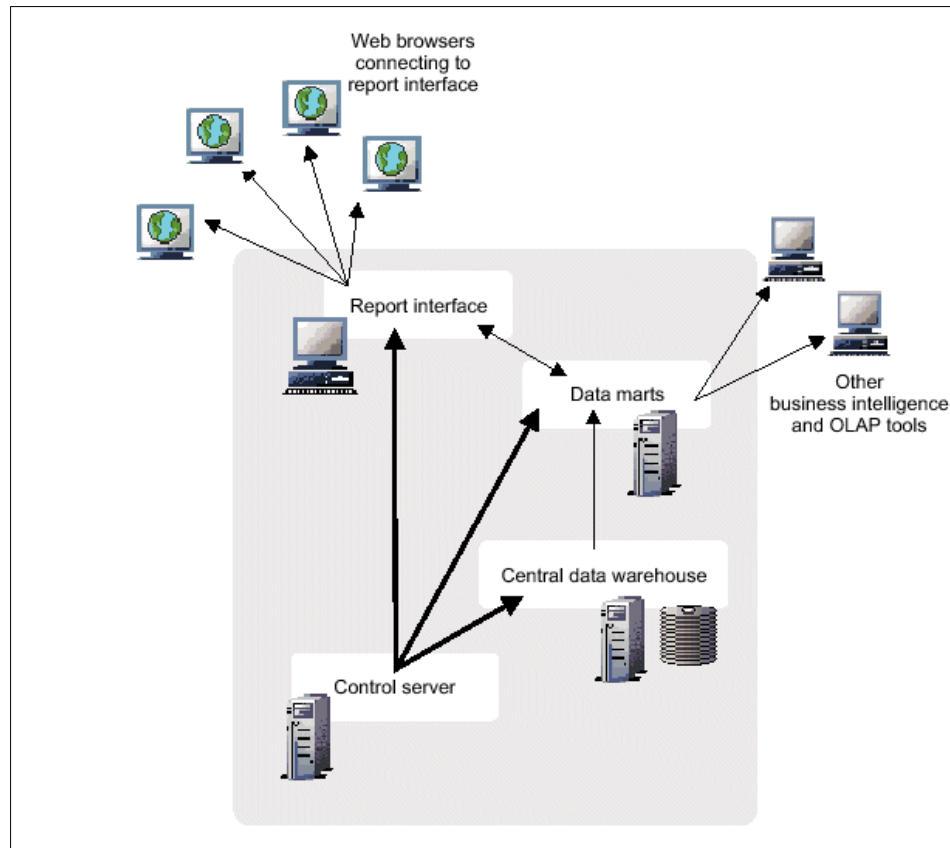 Web browsers
connecting to
report interface
Report interface
Data marts
Other
business intelligence
and OLAP tools
Central data warehouse
Control server